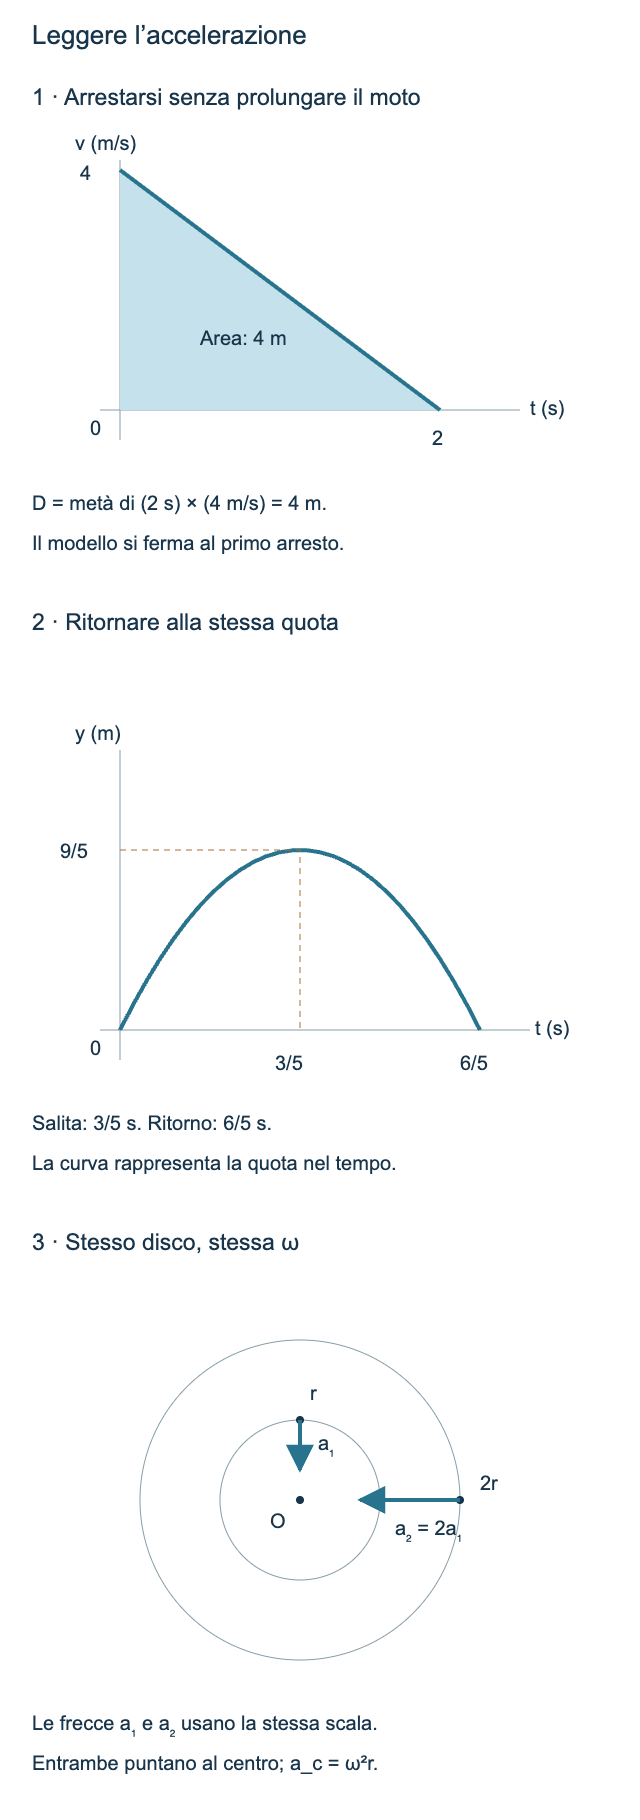 Leggere l’accelerazione
1 · Arrestarsi senza prolungare il moto
v (m/s)
4
Area: 4 m
t (s)
0
2
D = metà di (2 s) × (4 m/s) = 4 m.
Il modello si ferma al primo arresto.
2 · Ritornare alla stessa quota
y (m)
9/5
t (s)
0
3/5
6/5
Salita: 3/5 s. Ritorno: 6/5 s.
La curva rappresenta la quota nel tempo.
3 · Stesso disco, stessa ω
r
a₁
2r
O
a₂ = 2a₁
Le frecce a₁ e a₂ usano la stessa scala.
Entrambe puntano al centro; a_c = ω²r.